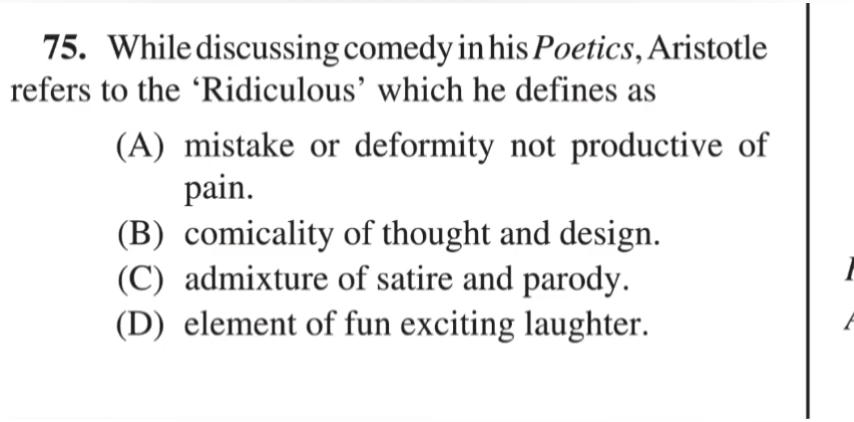 75. While discussing comedy in his Poetics, Aristotle
refers to the ‘Ridiculous’ which he defines as
(A) mistake or deformity not productive of
pain.
(B) comicality of thought and design.
(C) admixture of satire and parody.
(D) element of fun exciting laughter.